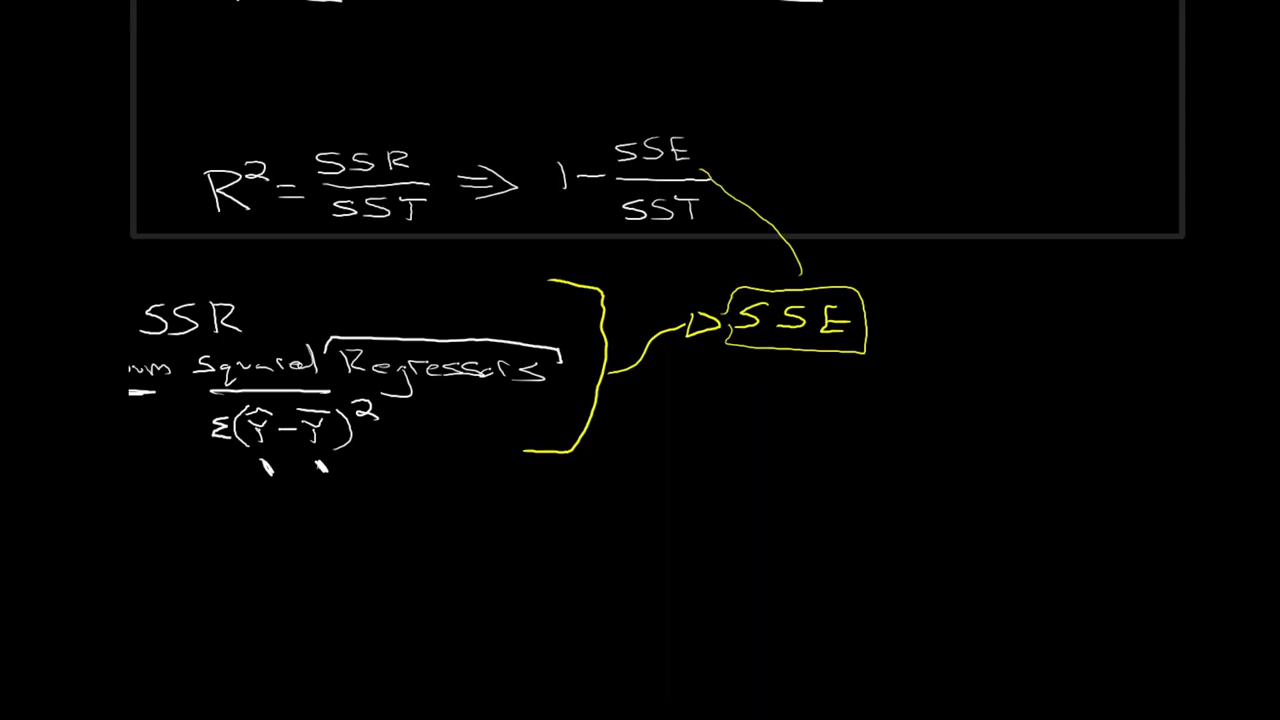 R² = SSR/SST ⇒ 1 - SSE/SST
SSR
SSE
Squared Regressors
Σ(Ŷ - Ȳ)²